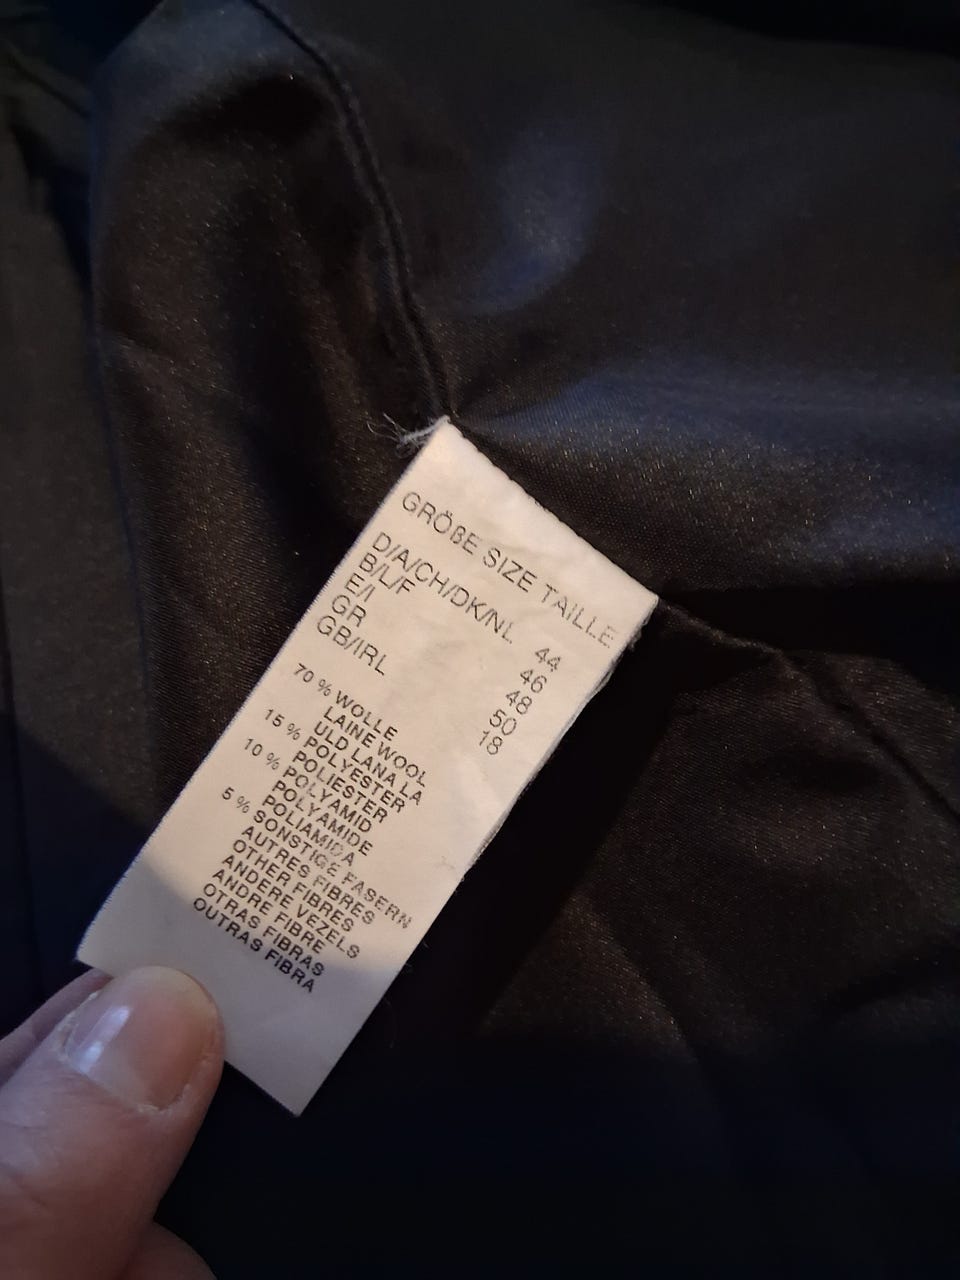 GRÖßE SIZE TAILLE
D/A/CH/DK/NL 44
B/L/F 46
E/I 48
GR 50
GB/IRL 18
70 % WOLLE
LAINE WOOL
ULD LANA LA
15 % POLYESTER
POLIESTER
10 % POLYAMID
POLYAMIDE
POLIAMIDA
5 % SONSTIGE FASERN
AUTRES FIBRES
OTHER FIBRES
ANDERE VEZELS
ANDRE FIBRE
OTRAS FIBRAS
OUTRAS FIBRA